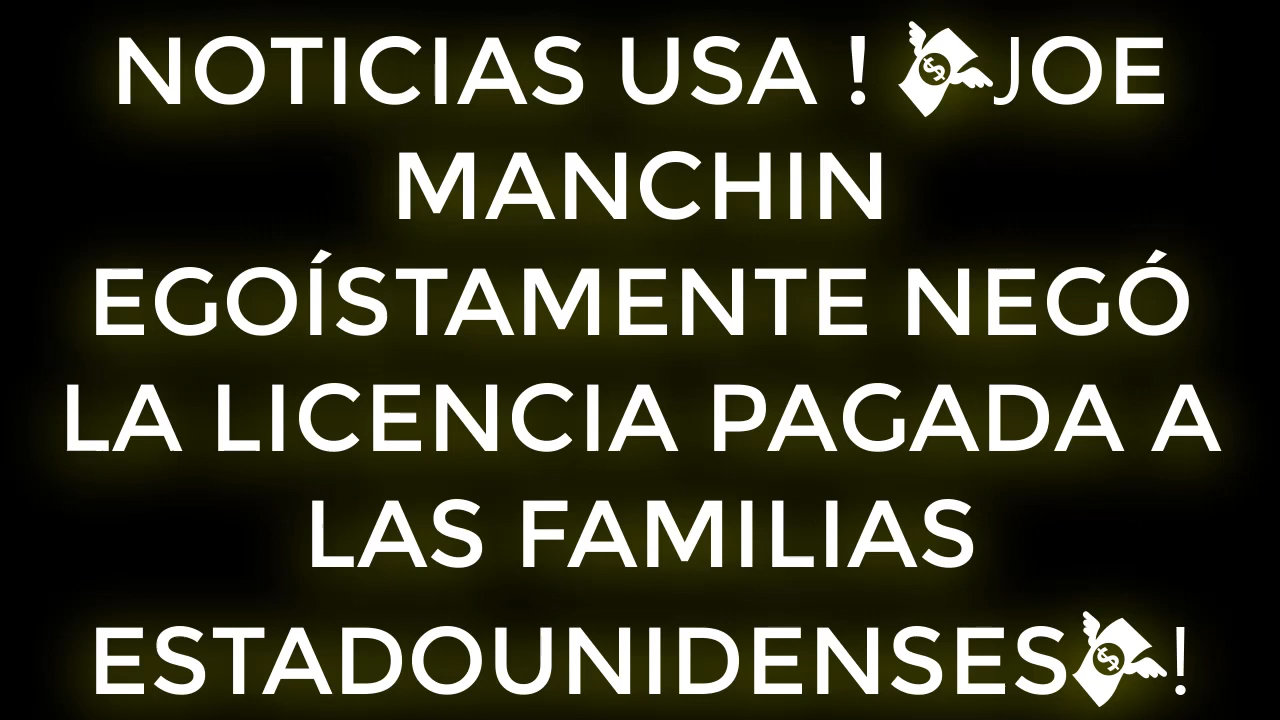 NOTICIAS USA ! 💸JOE
MANCHIN
EGOÍSTAMENTE NEGÓ
LA LICENCIA PAGADA A
LAS FAMILIAS
ESTADOUNIDENSES💸!